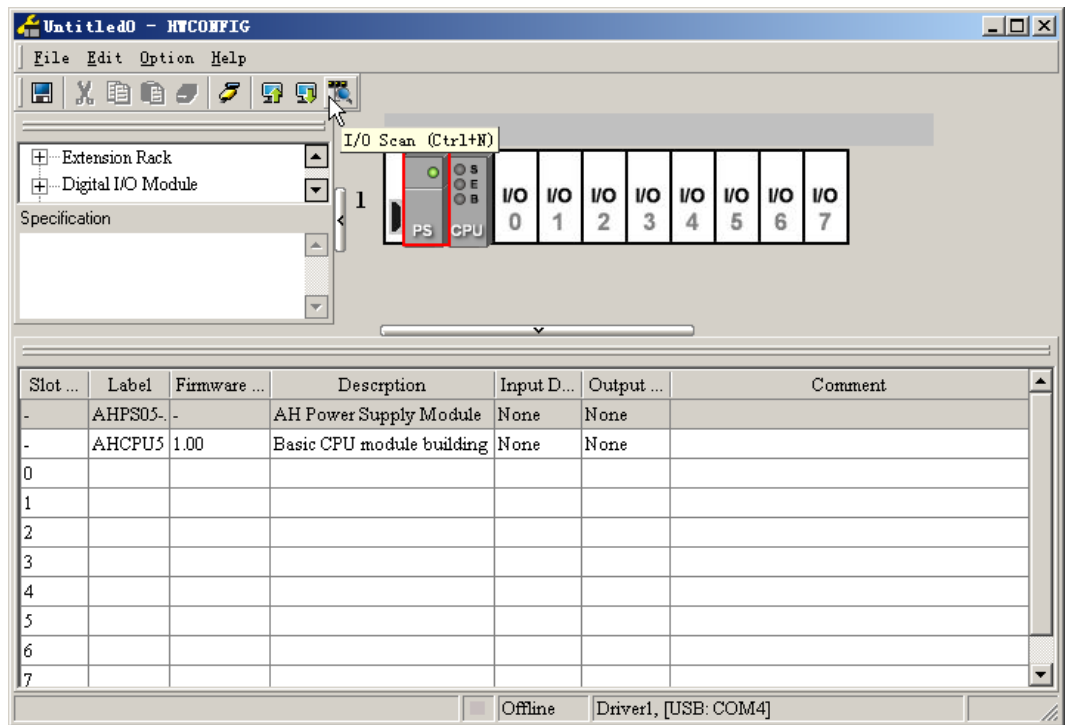 Untitled0 - HWCONFIG
File Edit Option Help
I/O Scan (Ctrl+N)
Extension Rack
Digital I/O Module
Specification
1
PS
S
E
B
CPU
I/O 0
I/O 1
I/O 2
I/O 3
I/O 4
I/O 5
I/O 6
I/O 7
Slot ... Label Firmware ... Descrption Input D... Output ... Comment
- AHPS05-. - AH Power Supply Module None None
- AHCPU5 1.00 Basic CPU module building None None
0
1
2
3
4
5
6
7
Offline Driver1, [USB: COM4]